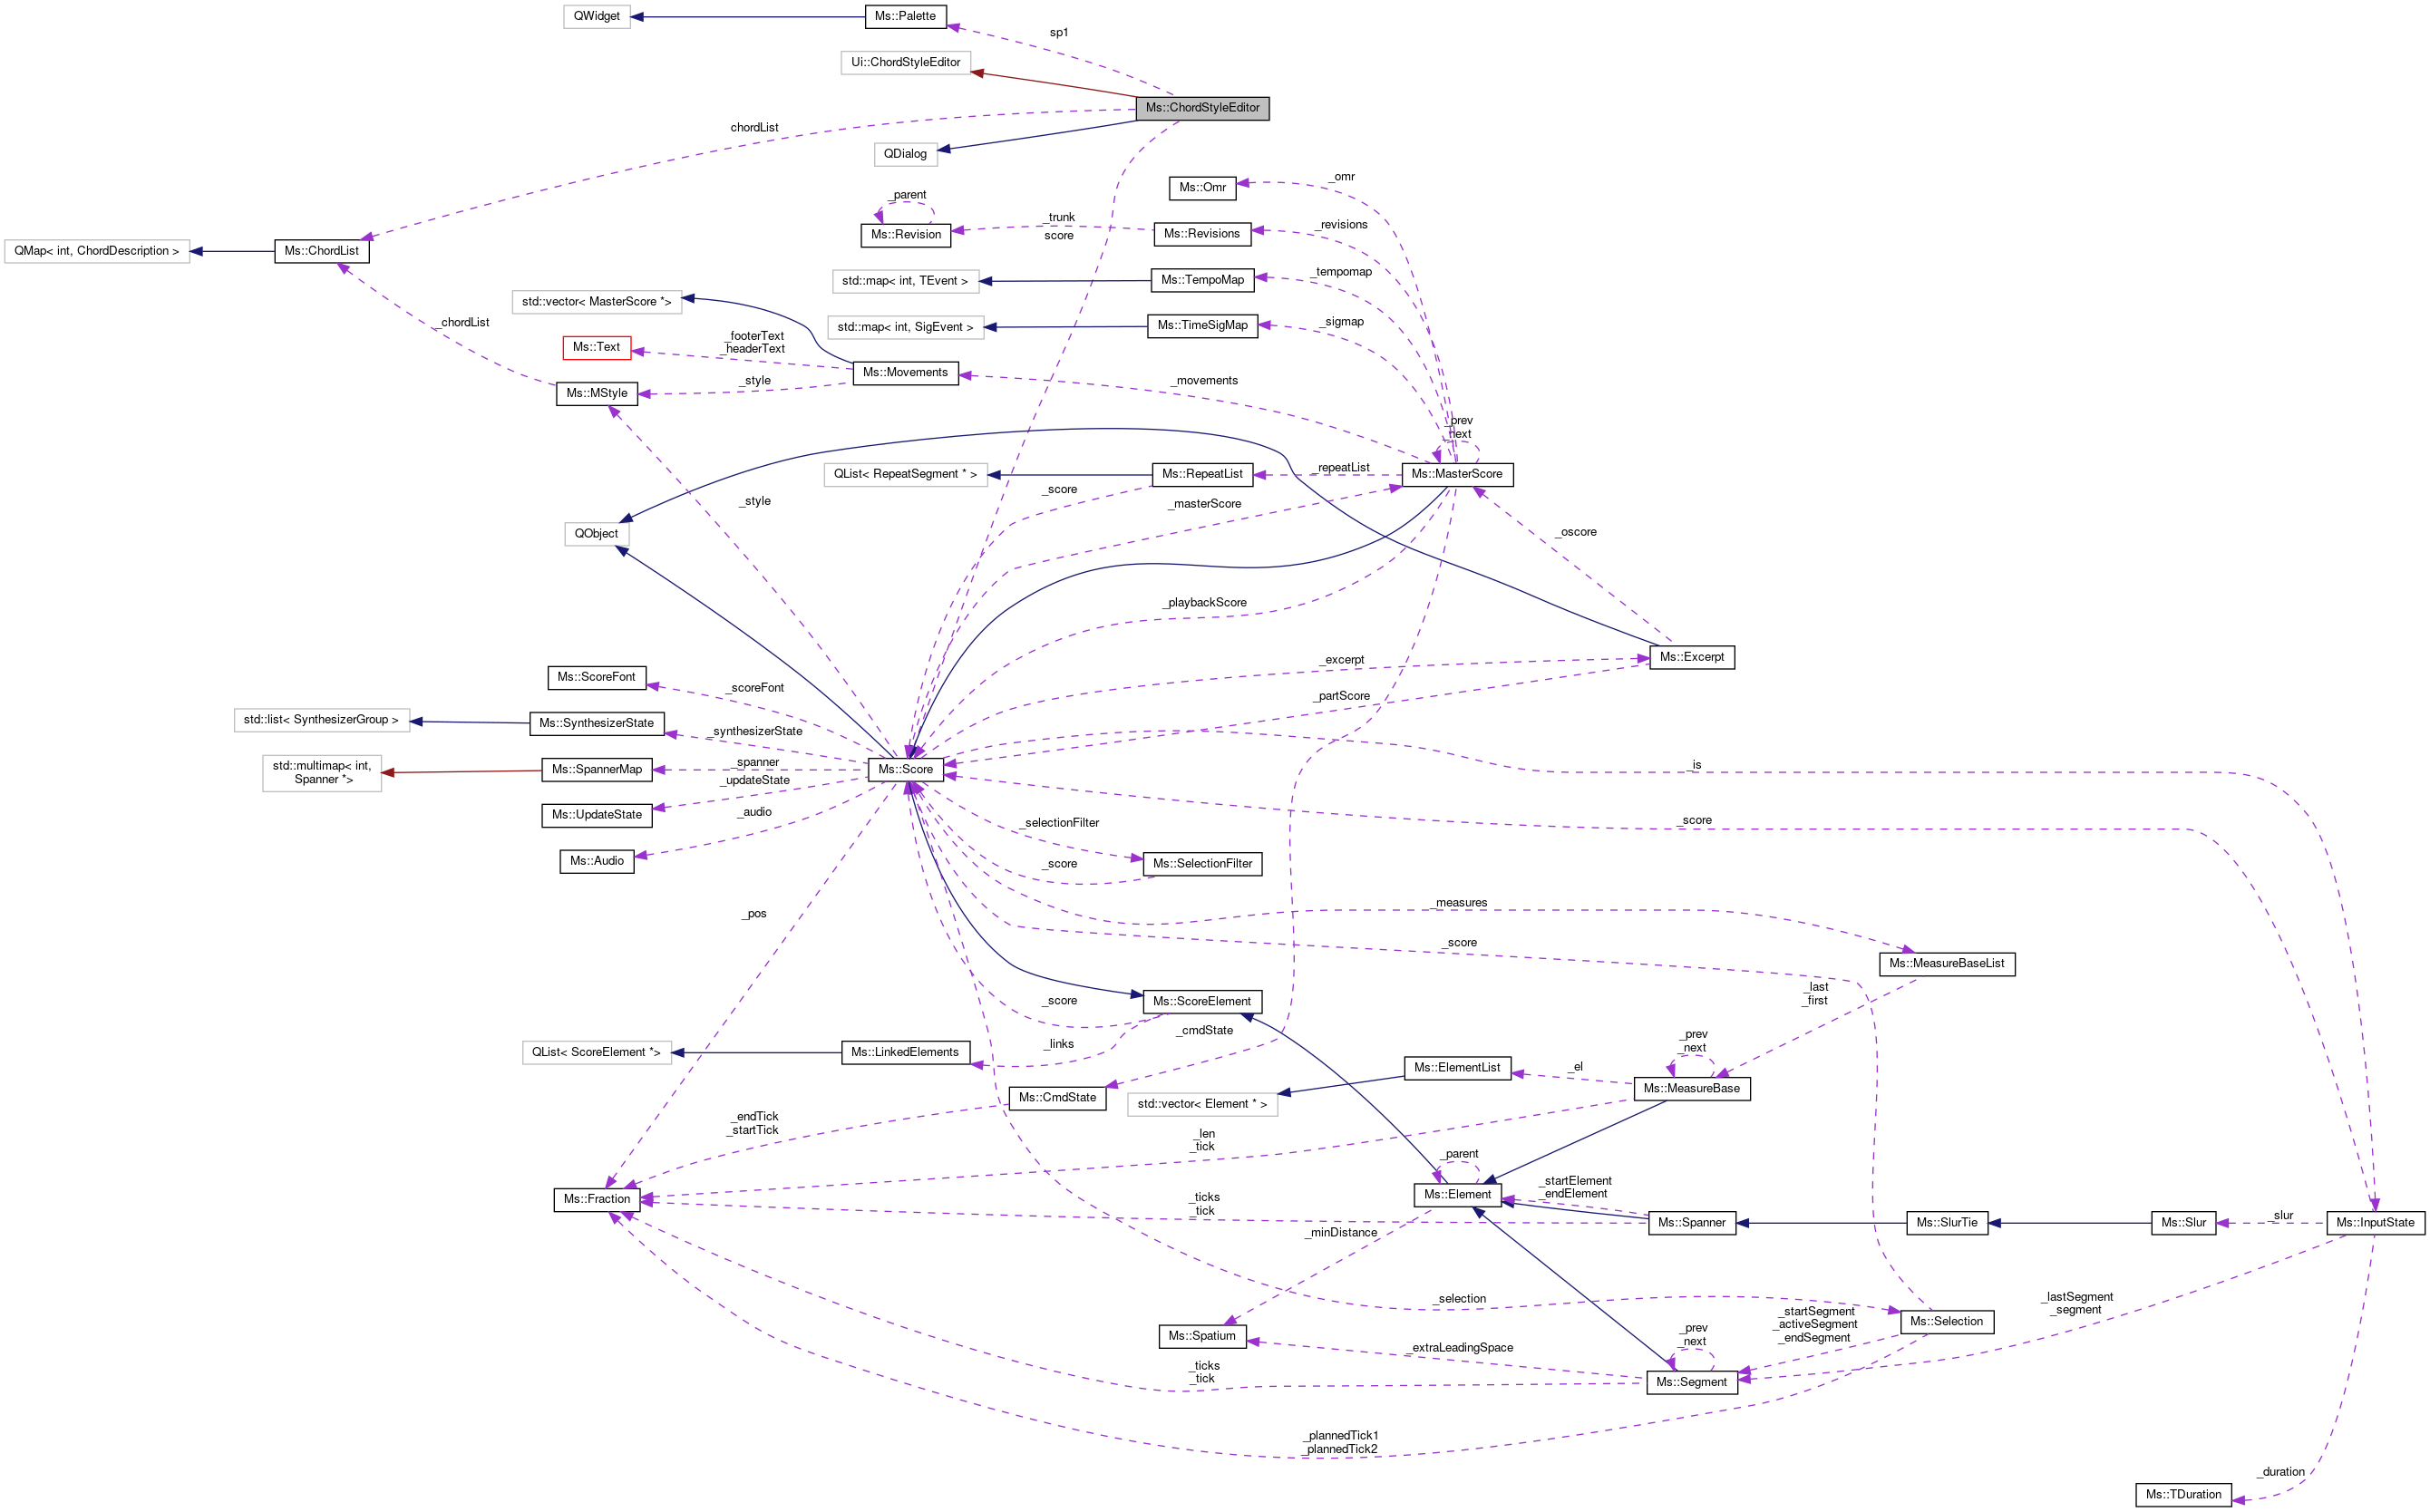 QWidget
Ms::Palette
sp1
Ui::ChordStyleEditor
Ms::ChordStyleEditor
chordList
QDialog
_omr
Ms::Omr
_parent
_trunk
_revisions
Ms::Revision
Ms::Revisions
score
QMap< int, ChordDescription >
Ms::ChordList
_tempomap
std::map< int, TEvent >
Ms::TempoMap
std::vector< MasterScore *>
_chordList
_footerText
_headerText
_sigmap
std::map< int, SigEvent >
Ms::TimeSigMap
Ms::Text
Ms::Movements
_style
_movements
Ms::MStyle
_prev
_next
_repeatList
QList< RepeatSegment * >
Ms::RepeatList
Ms::MasterScore
_score
_style
_masterScore
QObject
_oscore
_playbackScore
_excerpt
Ms::Excerpt
Ms::ScoreFont
_scoreFont
_partScore
std::list< SynthesizerGroup >
Ms::SynthesizerState
_synthesizerState
std::multimap< int,
Spanner *>
Ms::SpannerMap
_spanner
Ms::Score
_is
_updateState
Ms::UpdateState
_audio
_selectionFilter
_score
Ms::Audio
_score
Ms::SelectionFilter
_pos
_measures
_score
Ms::MeasureBaseList
_last
_first
Ms::ScoreElement
_score
_cmdState
_links
QList< ScoreElement *>
Ms::LinkedElements
_prev
_next
Ms::ElementList
_el
Ms::MeasureBase
std::vector< Element * >
Ms::CmdState
_endTick
_startTick
_len
_tick
_parent
_startElement
_endElement
Ms::Fraction
Ms::Element
_ticks
_tick
Ms::Spanner
Ms::SlurTie
Ms::Slur
_slur
Ms::InputState
_minDistance
_selection
_lastSegment
_segment
Ms::Spatium
_startSegment
_activeSegment
_endSegment
Ms::Selection
_prev
_next
_extraLeadingSpace
_ticks
_tick
Ms::Segment
_plannedTick1
_plannedTick2
_duration
Ms::TDuration